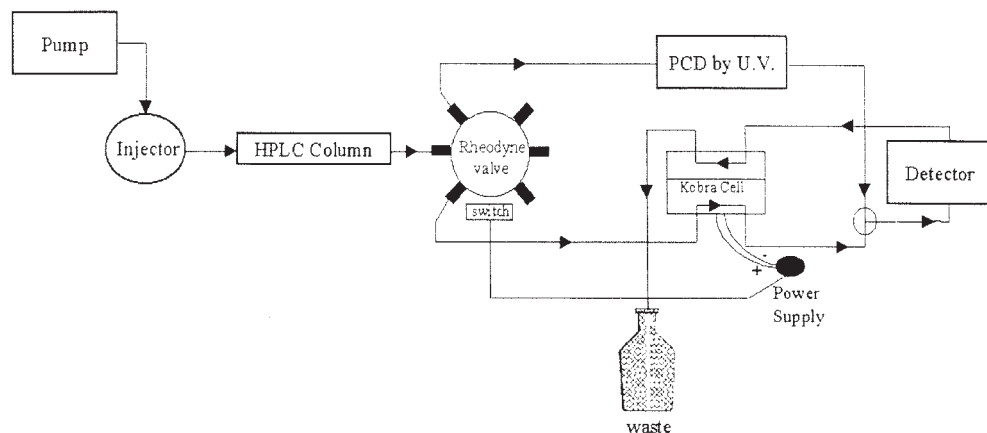 Pump
PCD by U.V.
Injector
HPLC Column
Rheodyne
valve
switch
Kobra Cell
Detector
-
+
Power
Supply
waste